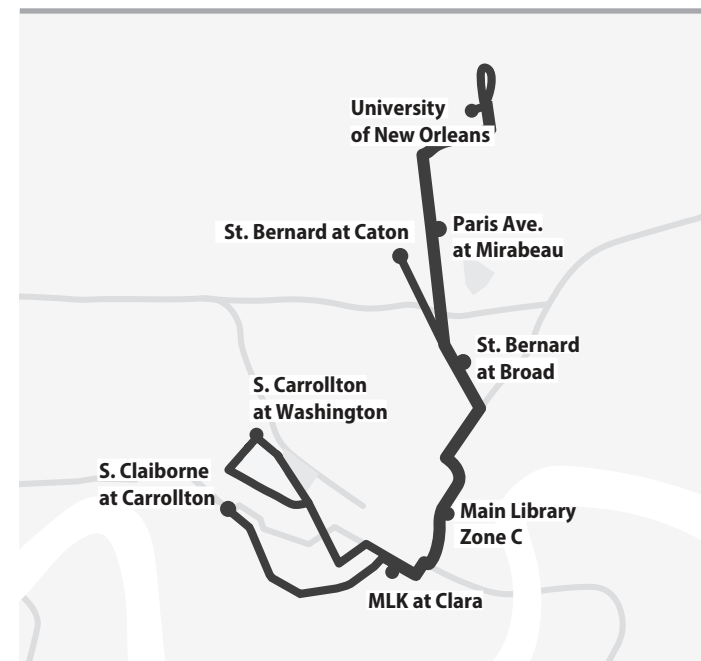 University
of New Orleans
St. Bernard at Caton
Paris Ave.
at Mirabeau
St. Bernard
at Broad
S. Carrollton
at Washington
S. Claiborne
at Carrollton
Main Library
Zone C
MLK at Clara